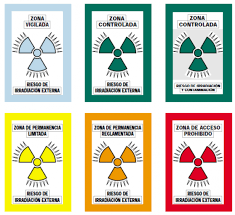 ZONA
VIGILADA
RIESGO DE
IRRADIACIÓN EXTERNA
ZONA
CONTROLADA
RIESGO DE
IRRADIACIÓN EXTERNA
ZONA
CONTROLADA
RIESGO DE IRRADIACIÓN
Y CONTAMINACIÓN
ZONA DE PERMANENCIA
LIMITADA
RIESGO DE
IRRADIACIÓN EXTERNA
ZONA DE PERMANENCIA
REGLAMENTADA
RIESGO DE
IRRADIACIÓN EXTERNA
ZONA DE ACCESO
PROHIBIDO
RIESGO DE
IRRADIACIÓN EXTERNA